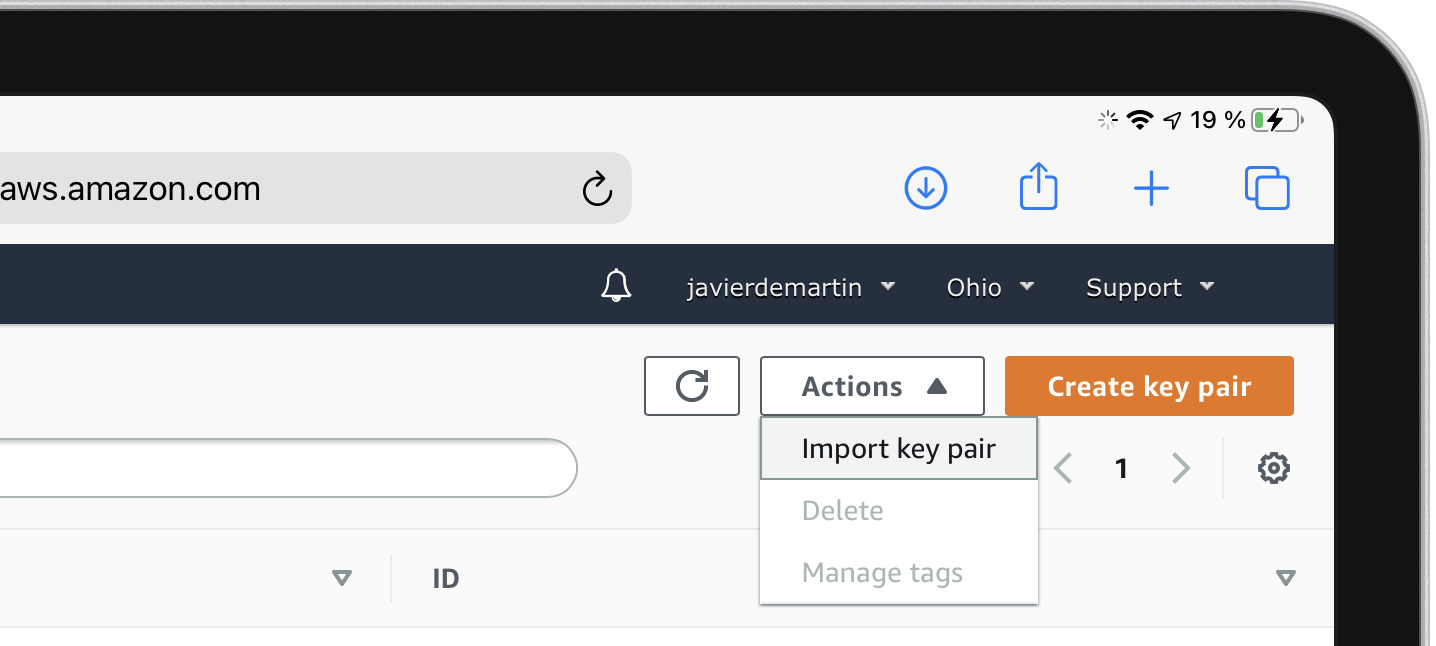 19 %
aws.amazon.com
javierdemartin Ohio Support
Actions Create key pair
Import key pair 1
Delete
ID
Manage tags